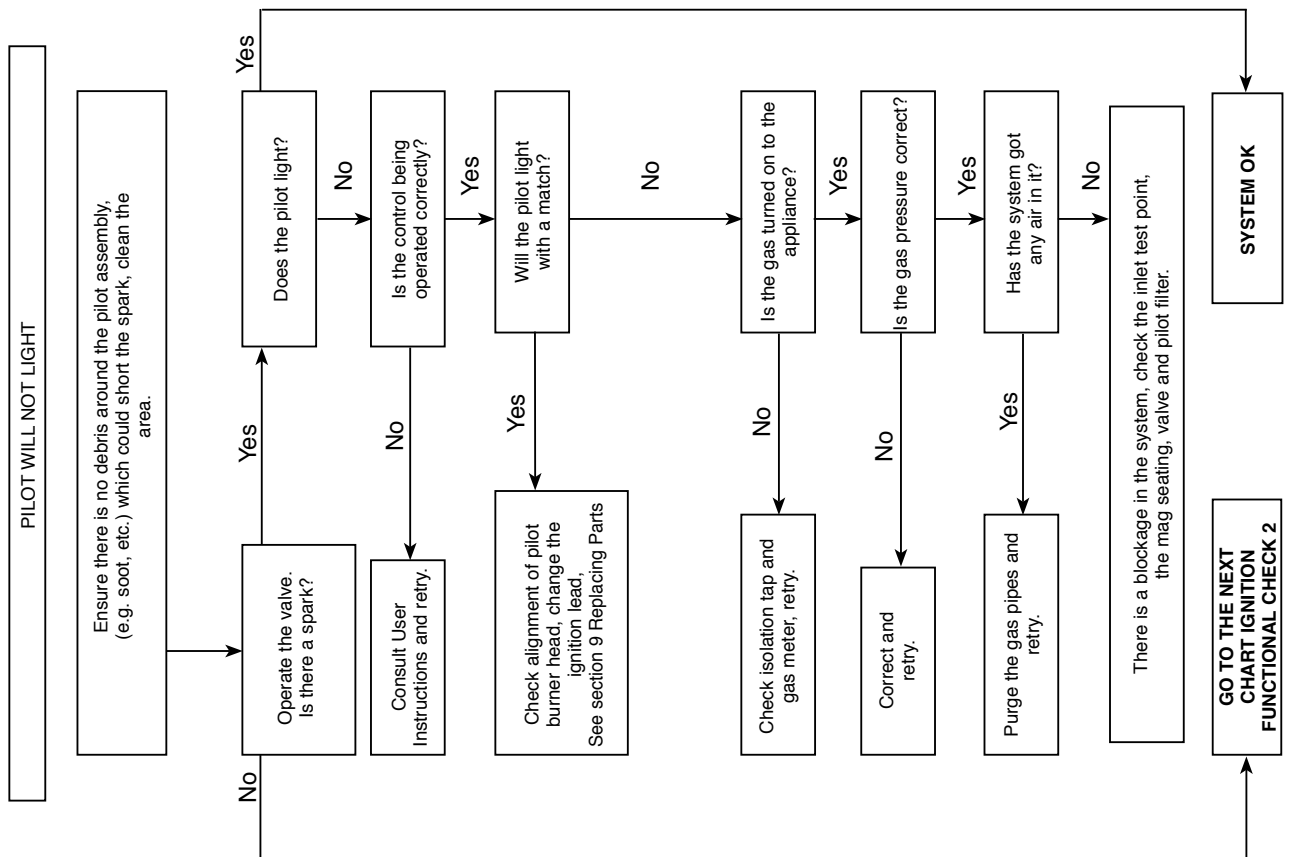 PILOT WILL NOT LIGHT
Ensure there is no debris around the pilot assembly,
(e.g. soot, etc.) which could short the spark, clean the
area.
Operate the valve.
Is there a spark?
No
Yes
Does the pilot light?
Yes
No
Is the control being
operated correctly?
No
Consult User
Instructions and retry.
Yes
Will the pilot light
with a match?
Yes
Check alignment of pilot
burner head, change the
ignition lead,
See section 9 Replacing Parts
No
Is the gas turned on to the
appliance?
No
Check isolation tap and
gas meter, retry.
Yes
Is the gas pressure correct?
No
Correct and
retry.
Yes
Has the system got
any air in it?
Yes
Purge the gas pipes and
retry.
No
There is a blockage in the system, check the inlet test point,
the mag seating, valve and pilot filter.
GO TO THE NEXT
CHART IGNITION
FUNCTIONAL CHECK 2
SYSTEM OK